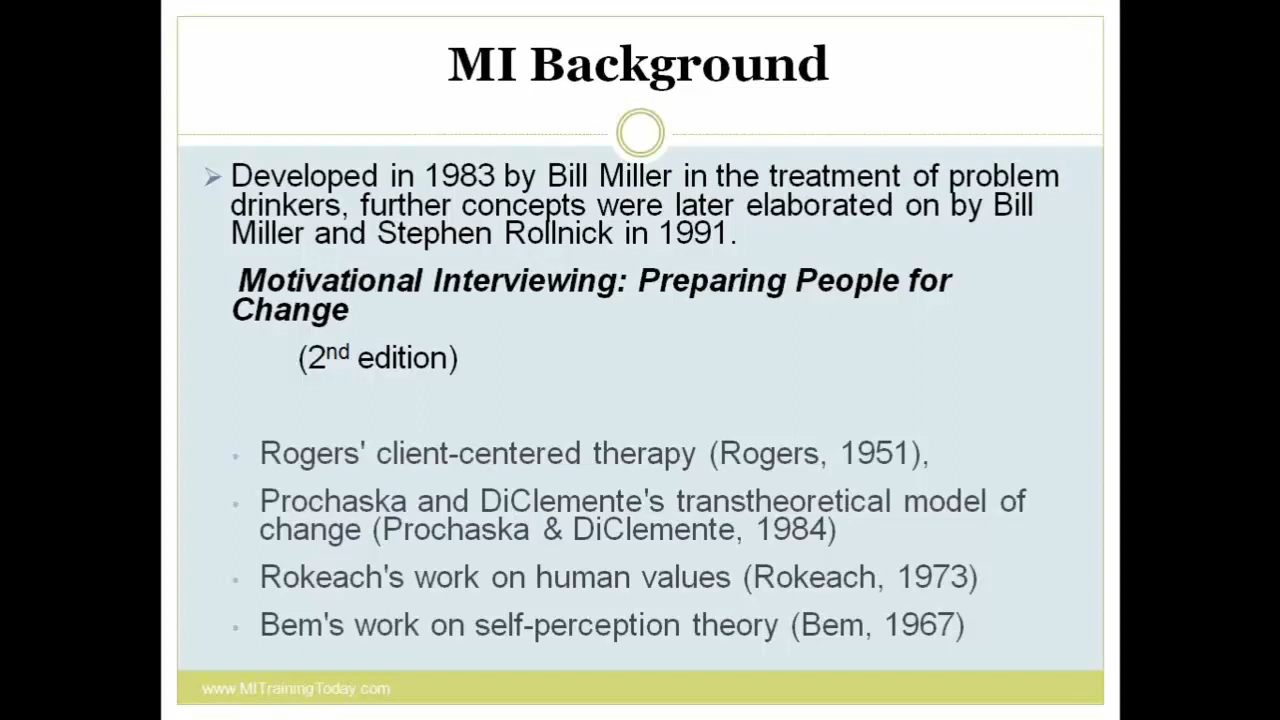 MI Background
Developed in 1983 by Bill Miller in the treatment of problem
drinkers, further concepts were later elaborated on by Bill
Miller and Stephen Rollnick in 1991.
Motivational Interviewing: Preparing People for
Change
(2nd edition)
Rogers' client-centered therapy (Rogers, 1951),
Prochaska and DiClemente's transtheoretical model of
change (Prochaska & DiClemente, 1984)
Rokeach's work on human values (Rokeach, 1973)
Bem's work on self-perception theory (Bem, 1967)
www.MITrainingToday.com